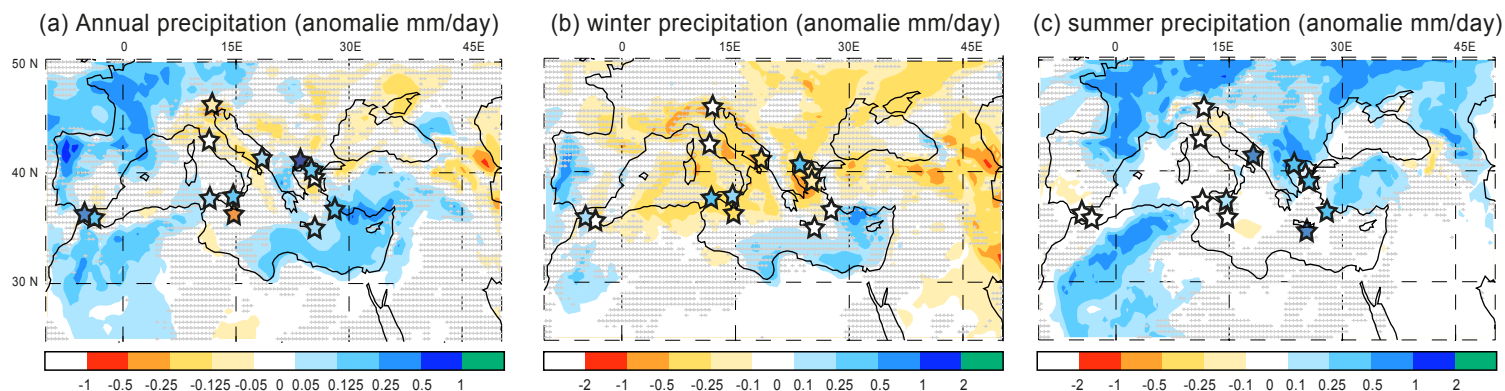 (a) Annual precipitation (anomalie mm/day)
(b) winter precipitation (anomalie mm/day)
(c) summer precipitation (anomalie mm/day)
0 15E 30E 45E
0 15E 30E 45E
0 15E 30E 45E
50 N
40 N
30 N
-1 -0.5 -0.25 -0.125 -0.05 0 0.05 0.125 0.25 0.5 1
-2 -1 -0.5 -0.25 -0.1 0 0.1 0.25 0.5 1 2
-2 -1 -0.5 -0.25 -0.1 0 0.1 0.25 0.5 1 2